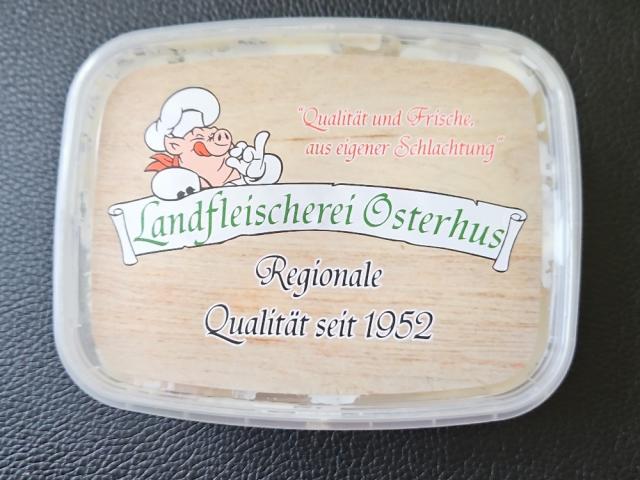 "Qualität und Frische,
aus eigener Schlachtung"
Landfleischerei Osterhus
Regionale
Qualität seit 1952